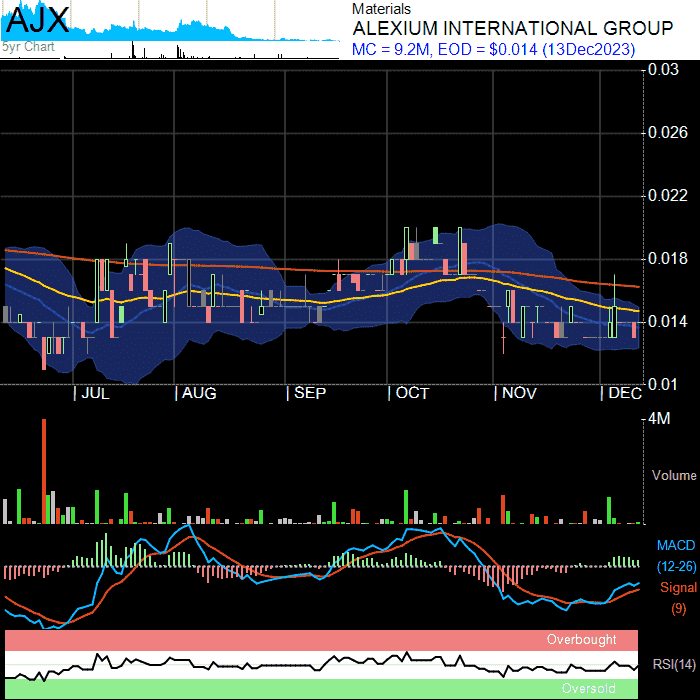 AJX
5yr Chart
Materials
ALEXIUM INTERNATIONAL GROUP
MC = 9.2M, EOD = $0.014 (13Dec2023)
0.03
0.026
0.022
0.018
0.014
0.01
| JUL | AUG | SEP | OCT | NOV | DEC
4M
Volume
MACD
(12-26)
Signal
(9)
Overbought
RSI(14)
Oversold